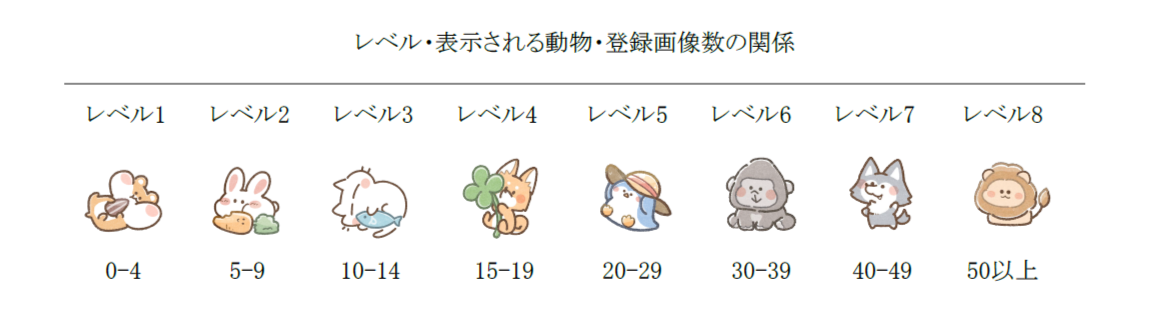 レベル・表示される動物・登録画像数の関係
レベル1 レベル2 レベル3 レベル4 レベル5 レベル6 レベル7 レベル8
0-4 5-9 10-14 15-19 20-29 30-39 40-49 50以上